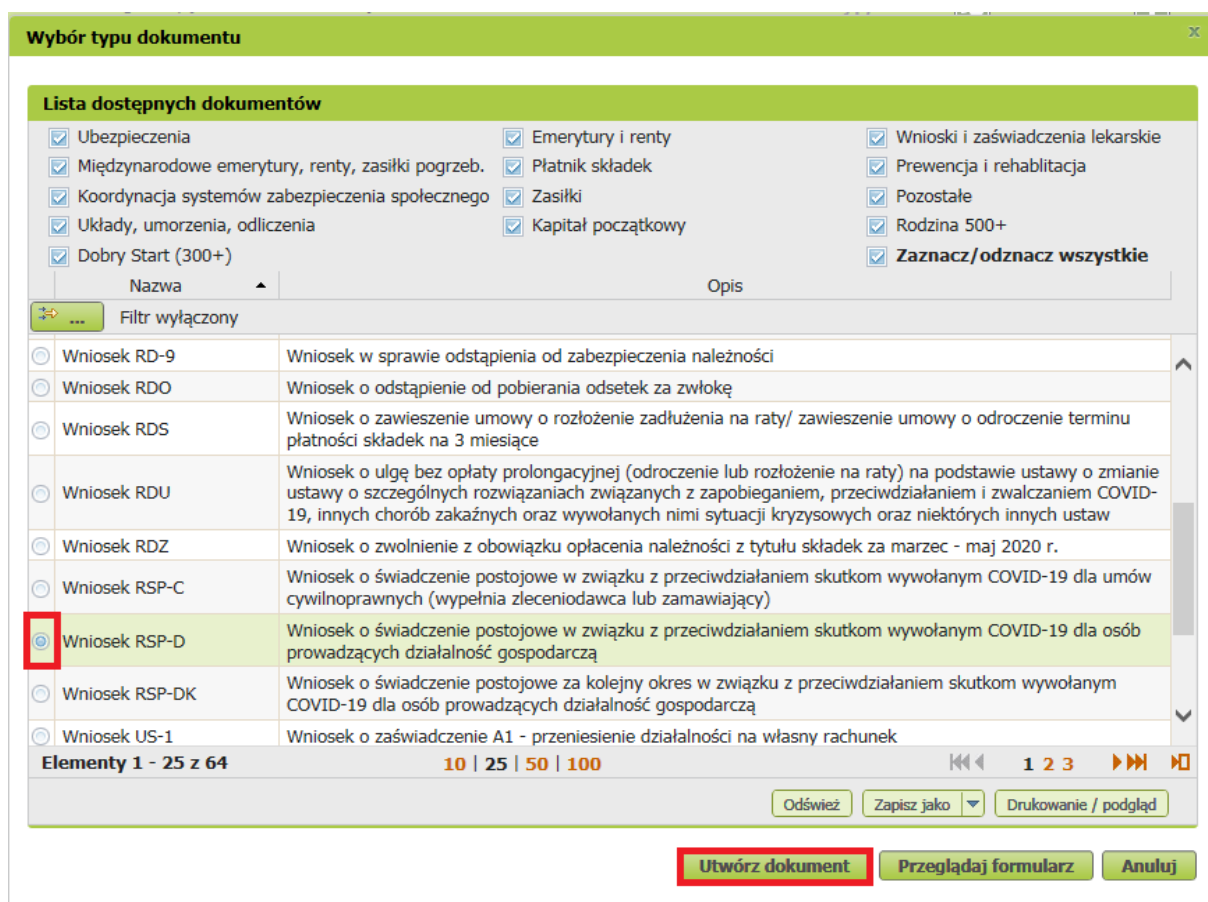 Wybór typu dokumentu
x
Lista dostępnych dokumentów
Ubezpieczenia
Emerytury i renty
Wnioski i zaświadczenia lekarskie
Międzynarodowe emerytury, renty, zasiłki pogrzeb.
Płatnik składek
Prewencja i rehablitacja
Koordynacja systemów zabezpieczenia społecznego
Zasiłki
Pozostałe
Układy, umorzenia, odliczenia
Kapitał początkowy
Rodzina 500+
Dobry Start (300+)
Zaznacz/odznacz wszystkie
Nazwa
Opis
...
Filtr wyłączony
Wniosek RD-9
Wniosek w sprawie odstąpienia od zabezpieczenia należności
Wniosek RDO
Wniosek o odstąpienie od pobierania odsetek za zwłokę
Wniosek RDS
Wniosek o zawieszenie umowy o rozłożenie zadłużenia na raty/ zawieszenie umowy o odroczenie terminu
płatności składek na 3 miesiące
Wniosek RDU
Wniosek o ulgę bez opłaty prolongacyjnej (odroczenie lub rozłożenie na raty) na podstawie ustawy o zmianie
ustawy o szczególnych rozwiązaniach związanych z zapobieganiem, przeciwdziałaniem i zwalczaniem COVID-
19, innych chorób zakaźnych oraz wywołanych nimi sytuacji kryzysowych oraz niektórych innych ustaw
Wniosek RDZ
Wniosek o zwolnienie z obowiązku opłacenia należności z tytułu składek za marzec - maj 2020 r.
Wniosek RSP-C
Wniosek o świadczenie postojowe w związku z przeciwdziałaniem skutkom wywołanym COVID-19 dla umów
cywilnoprawnych (wypełnia zleceniodawca lub zamawiający)
Wniosek RSP-D
Wniosek o świadczenie postojowe w związku z przeciwdziałaniem skutkom wywołanym COVID-19 dla osób
prowadzących działalność gospodarczą
Wniosek RSP-DK
Wniosek o świadczenie postojowe za kolejny okres w związku z przeciwdziałaniem skutkom wywołanym
COVID-19 dla osób prowadzących działalność gospodarczą
Wniosek US-1
Wniosek o zaświadczenie A1 - przeniesienie działalności na własny rachunek
Elementy 1 - 25 z 64
10 | 25 | 50 | 100
1 2 3
Odśwież
Zapisz jako
Drukowanie / podgląd
Utwórz dokument
Przeglądaj formularz
Anuluj